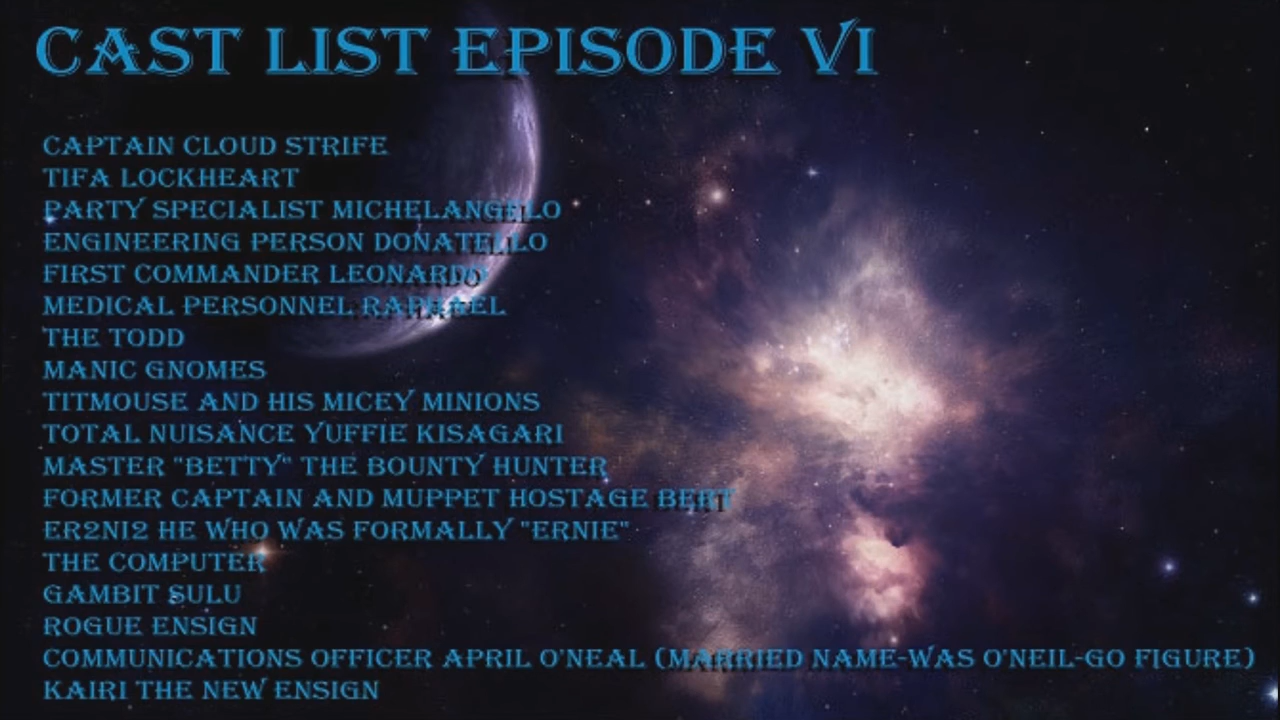 CAST LIST EPISODE VI
CAPTAIN CLOUD STRIFE
TIFA LOCKHEART
PARTY SPECIALIST MICHELANGELO
ENGINEERING PERSON DONATELLO
FIRST COMMANDER LEONARDO
MEDICAL PERSONNEL RAPHAEL
THE TODD
MANIC GNOMES
TITMOUSE AND HIS MICEY MINIONS
TOTAL NUISANCE YUFFIE KISAGARI
MASTER "BETTY" THE BOUNTY HUNTER
FORMER CAPTAIN AND MUPPET HOSTAGE BERT
ER2NI2 HE WHO WAS FORMALLY "ERNIE"
THE COMPUTER
GAMBIT SULU
ROGUE ENSIGN
COMMUNICATIONS OFFICER APRIL O'NEAL (MARRIED NAME-WAS O'NEIL-GO FIGURE)
KAIRI THE NEW ENSIGN